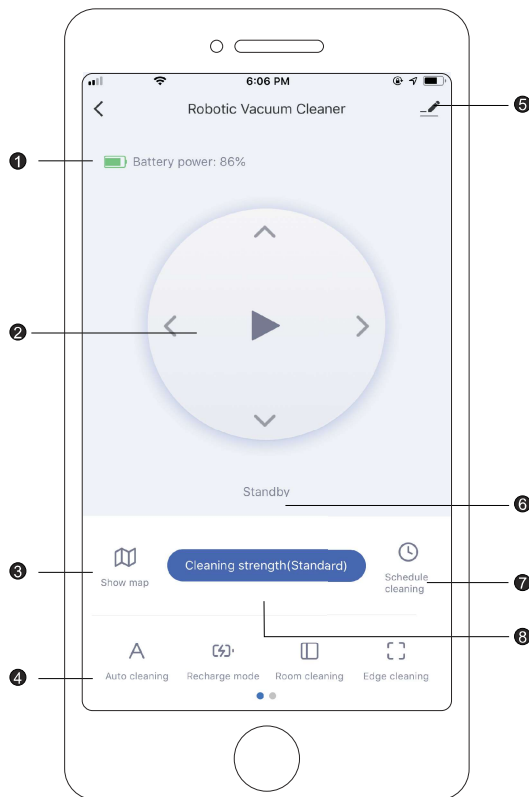 6:06 PM
Robotic Vacuum Cleaner
5
1
Battery power: 86%
2
Standby
6
3
Show map
Cleaning strength(Standard)
Schedule
cleaning
7
8
4
Auto cleaning
Recharge mode
Room cleaning
Edge cleaning